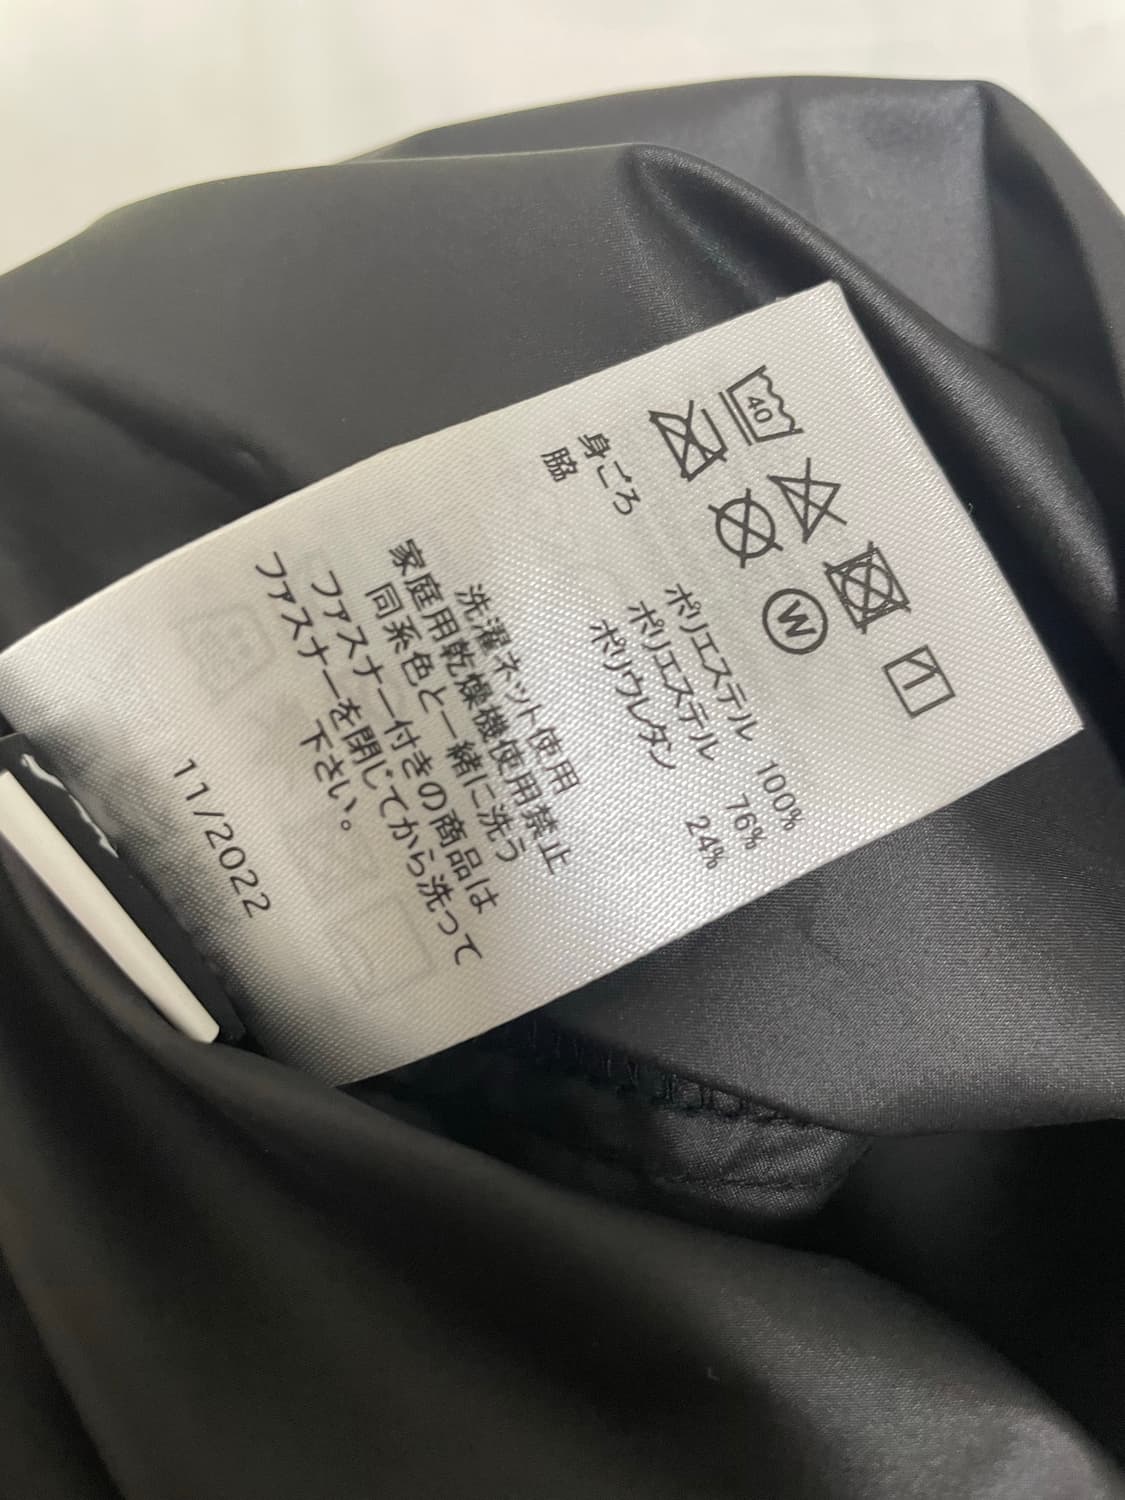 40
W
身ごろ ポリエステル 100%
脇 ポリエステル 76%
ポリウレタン 24%
洗濯ネット使用
家庭用乾燥機使用禁止
同系色と一緒に洗う
ファスナー付きの商品は
ファスナーを閉じてから洗って
下さい。
11/2022